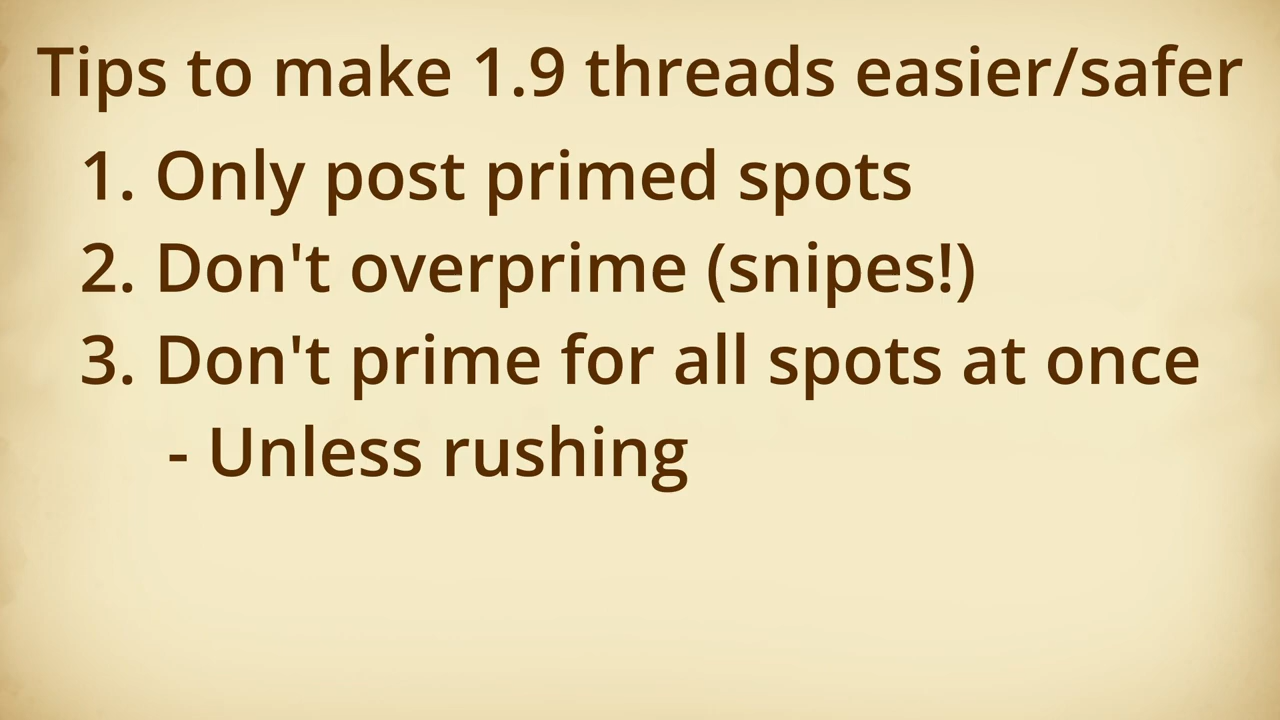 Tips to make 1.9 threads easier/safer
1. Only post primed spots
2. Don't overprime (snipes!)
3. Don't prime for all spots at once
- Unless rushing